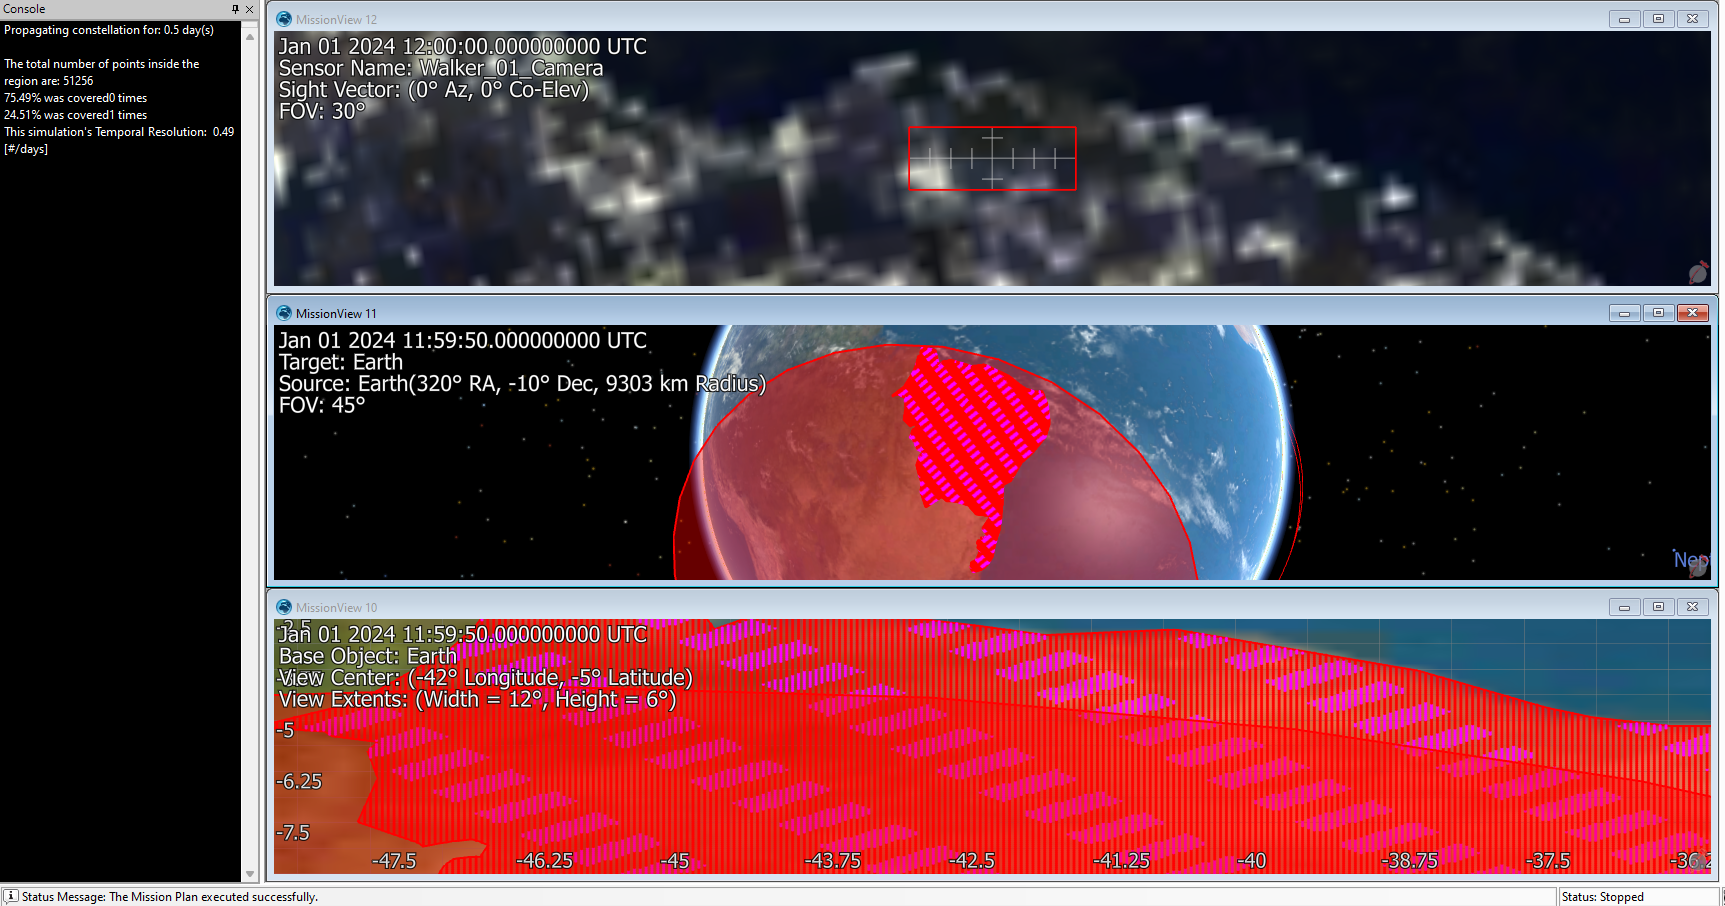 Console
Propagating constellation for: 0.5 day(s)
The total number of points inside the
region are: 51256
75.49% was covered0 times
24.51% was covered1 times
This simulation's Temporal Resolution:  0.49
[#/days]
MissionView 12
Jan 01 2024 12:00:00.000000000 UTC
Sensor Name: Walker_01_Camera
Sight Vector: (0° Az, 0° Co-Elev)
FOV: 30°
MissionView 11
Jan 01 2024 11:59:50.000000000 UTC
Target: Earth
Source: Earth(320° RA, -10° Dec, 9303 km Radius)
FOV: 45°
MissionView 10
Jan 01 2024 11:59:50.000000000 UTC
Base Object: Earth
View Center: (-42° Longitude, -5° Latitude)
View Extents: (Width = 12°, Height = 6°)
-5
-6.25
-7.5
-47.5 -46.25 -45 -43.75 -42.5 -41.25 -40 -38.75 -37.5
Status Message: The Mission Plan executed successfully.
Status: Stopped